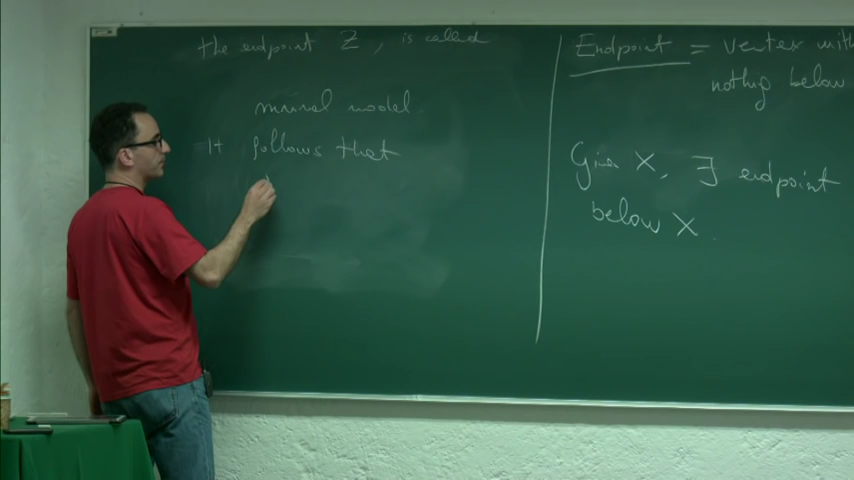 the endpoint Z, is called
minimal model.
It follows that
Endpoint = vertex with
nothing below
Given X, ∃ endpoint
below X.